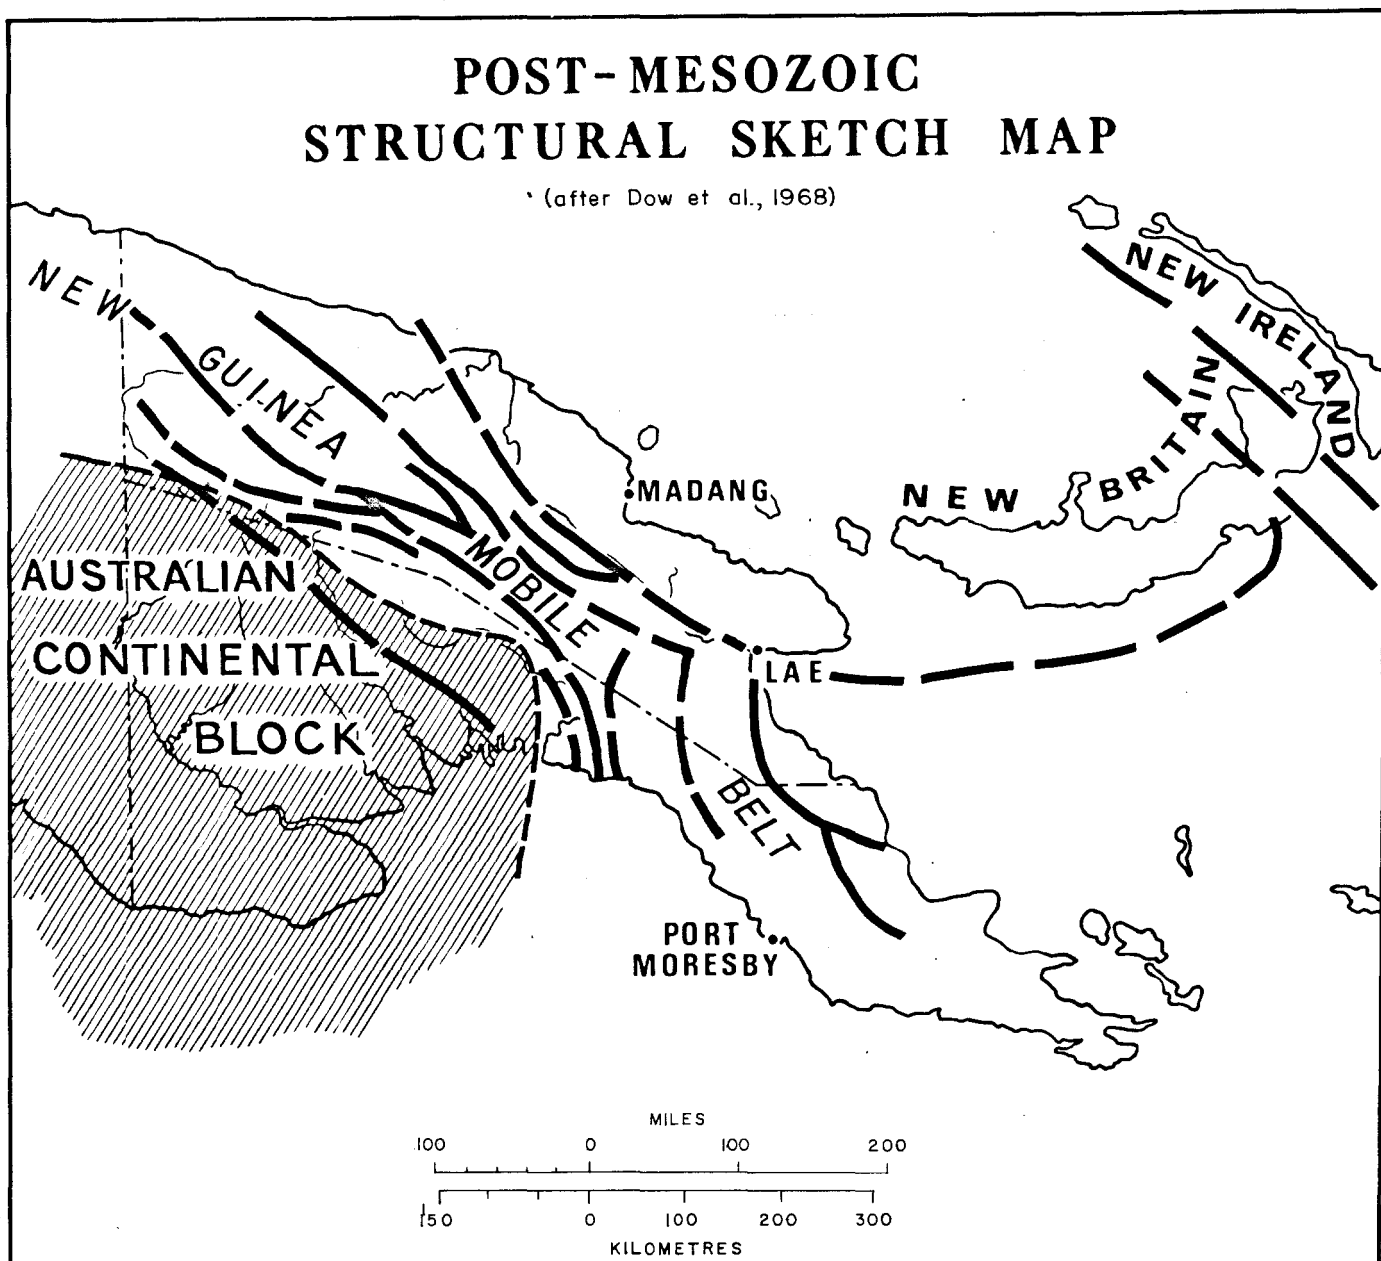 POST-MESOZOIC
STRUCTURAL SKETCH MAP
(after Dow et al., 1968)
NEW
GUINEA
MOBILE
BELT
NEW IRELAND
NEW BRITAIN
MADANG
LAE
AUSTRALIAN
CONTINENTAL
BLOCK
PORT
MORESBY
MILES
100 0 100 200
150 0 100 200 300
KILOMETRES